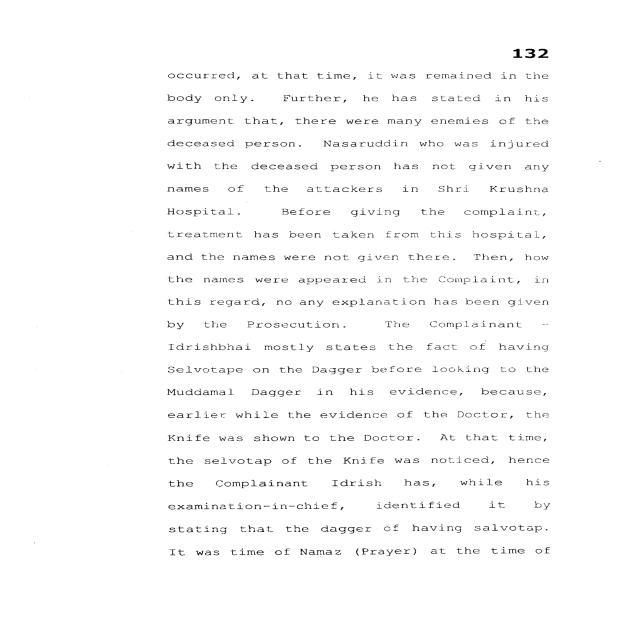 132
occurred, at that time, it was remained in the
body only. Further, he has stated in his
argument that, there were many enemies of the
deceased person. Nasaruddin who was injured
with the deceased person has not given any
names of the attackers in Shri Krushna
Hospital. Before giving the complaint,
treatment has been taken from this hospital,
and the names were not given there. Then, how
the names were appeared in the Complaint, in
this regard, no any explanation has been given
by the Prosecution. The Complainant -
Idrishbhai mostly states the fact of having
Selvotape on the Dagger before looking to the
Muddamal Dagger in his evidence, because,
earlier while the evidence of the Doctor, the
Knife was shown to the Doctor. At that time,
the selvotap of the Knife was noticed, hence
the Complainant Idrish has, while his
examination-in-chief, identified it by
stating that the dagger of having salvotap.
It was time of Namaz (Prayer) at the time of